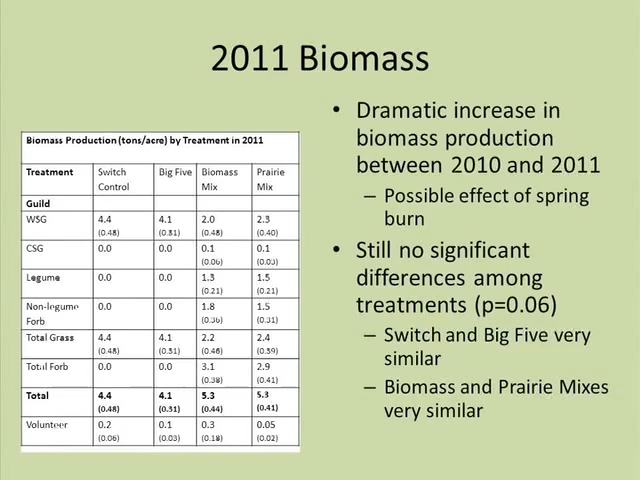 2011 Biomass
Biomass Production (tons/acre) by Treatment in 2011
Treatment Switch Control Big Five Biomass Mix Prairie Mix
Guild
WSG 4.4 (0.48) 4.1 (0.31) 2.0 (0.48) 2.3 (0.40)
CSG 0.0 0.0 0.1 (0.06) 0.1 (0.03)
Legume 0.0 0.0 1.3 (0.21) 1.5 (0.21)
Non-legume Forb 0.0 0.0 1.8 (0.36) 1.5 (0.31)
Total Grass 4.4 (0.48) 4.1 (0.31) 2.2 (0.46) 2.4 (0.39)
Total Forb 0.0 0.0 3.1 (0.38) 2.9 (0.41)
Total 4.4 (0.48) 4.1 (0.31) 5.3 (0.44) 5.3 (0.41)
Volunteer 0.2 (0.06) 0.1 (0.03) 0.3 (0.18) 0.05 (0.02)
• Dramatic increase in
biomass production
between 2010 and 2011
– Possible effect of spring
burn
• Still no significant
differences among
treatments (p=0.06)
– Switch and Big Five very
similar
– Biomass and Prairie Mixes
very similar